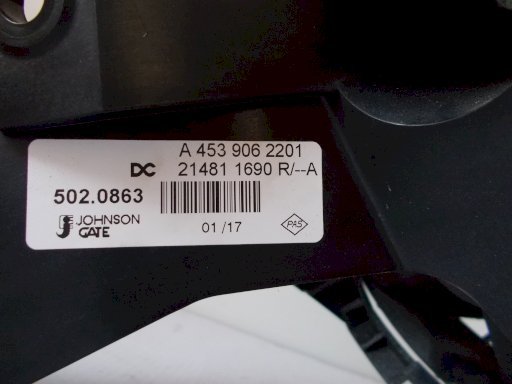 A 453 906 2201
DC 21481 1690 R/--A
502.0863
JOHNSON
GATE
01 /17
PA5